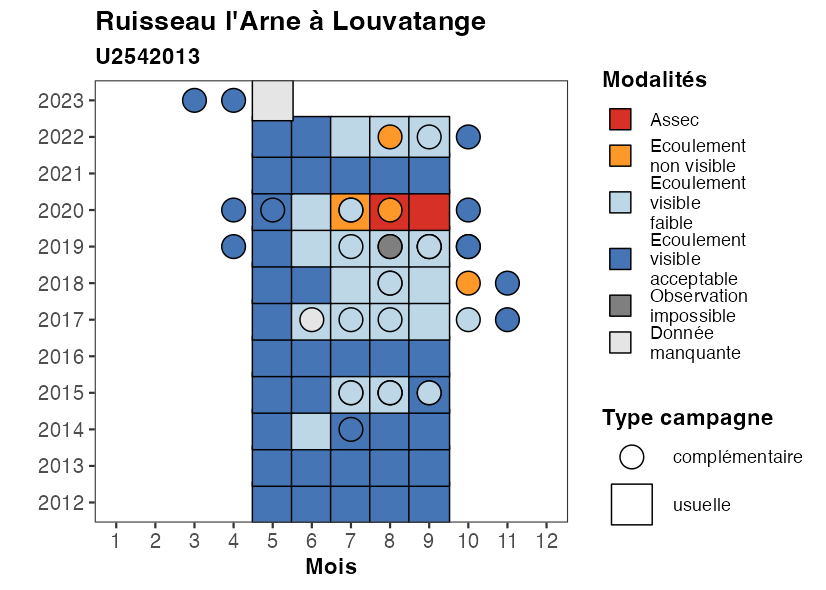 Ruisseau l'Arne à Louvatange
U2542013
2023
2022
2021
2020
2019
2018
2017
2016
2015
2014
2013
2012
1 2 3 4 5 6 7 8 9 10 11 12
Mois
Modalités
Assec
Ecoulement
non visible
Ecoulement
visible
faible
Ecoulement
visible
acceptable
Observation
impossible
Donnée
manquante
Type campagne
complémentaire
usuelle